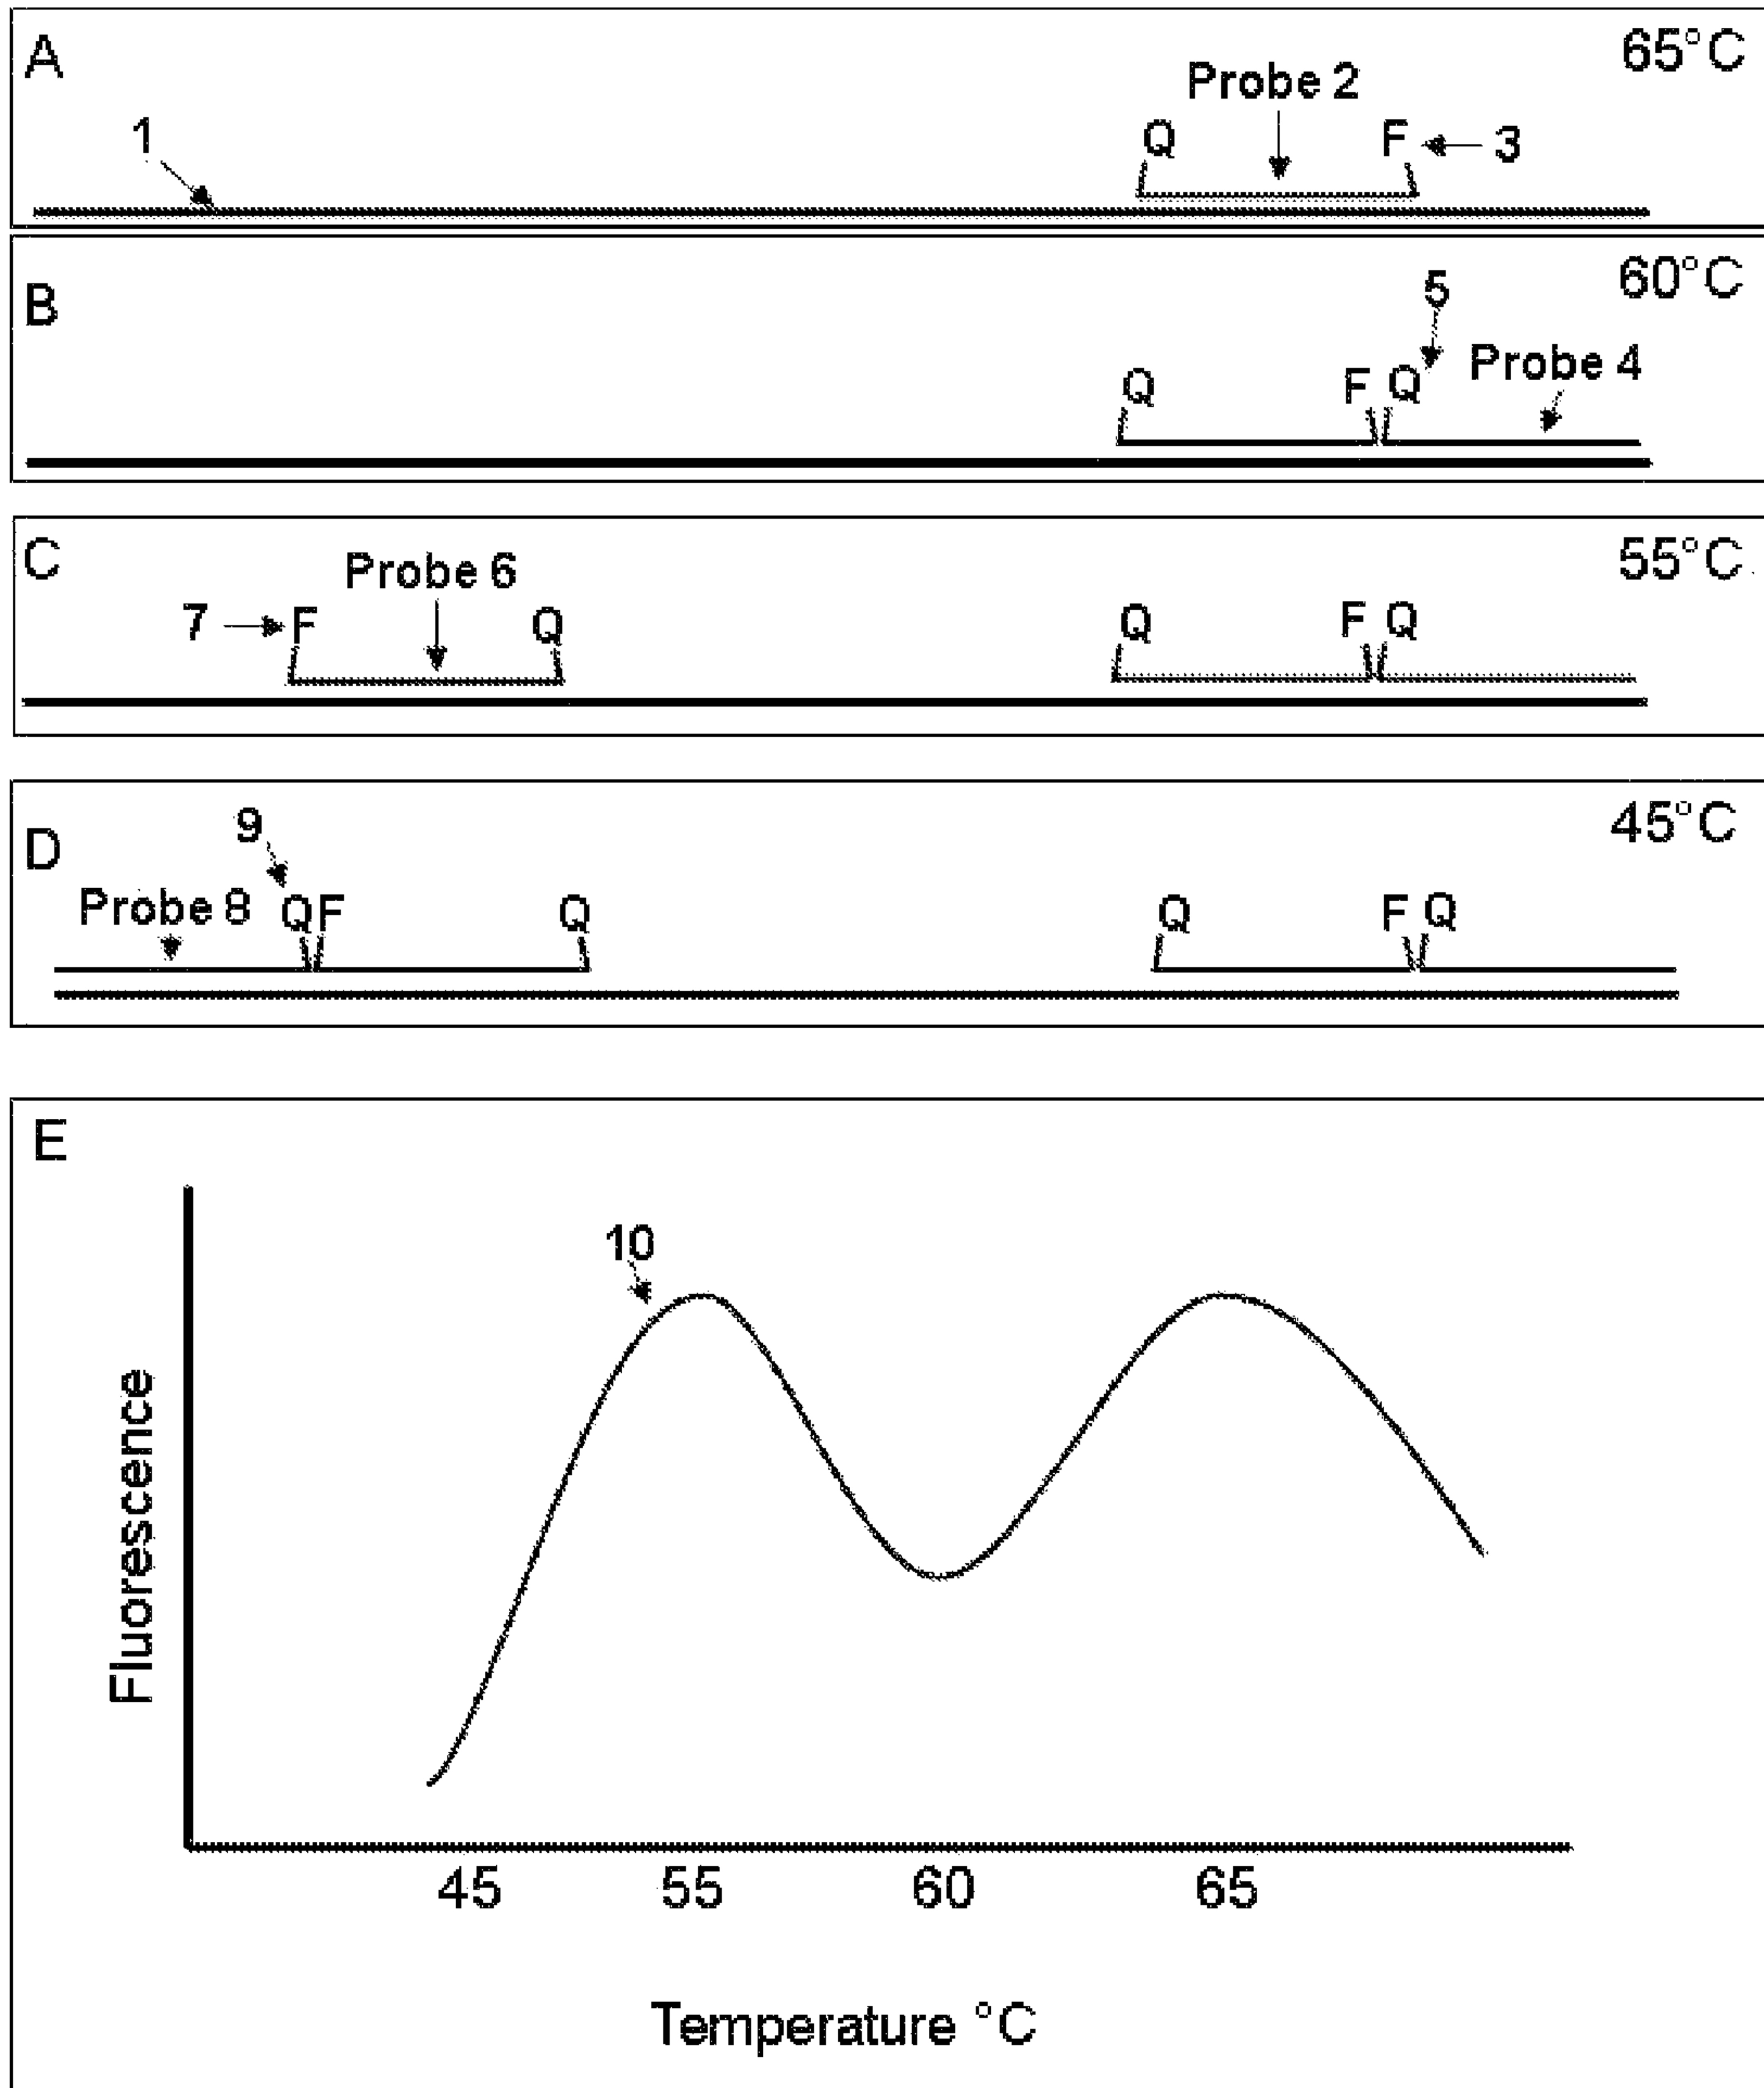 A
65°C
Probe 2
1
Q
F
3
B
60°C
5
Q
F Q
Probe 4
C
55°C
Probe 6
7
F
Q
Q
F Q
D
45°C
9
Probe 8
Q F
Q
Q
F Q
E
10
Fluorescence
45 55 60 65
Temperature °C